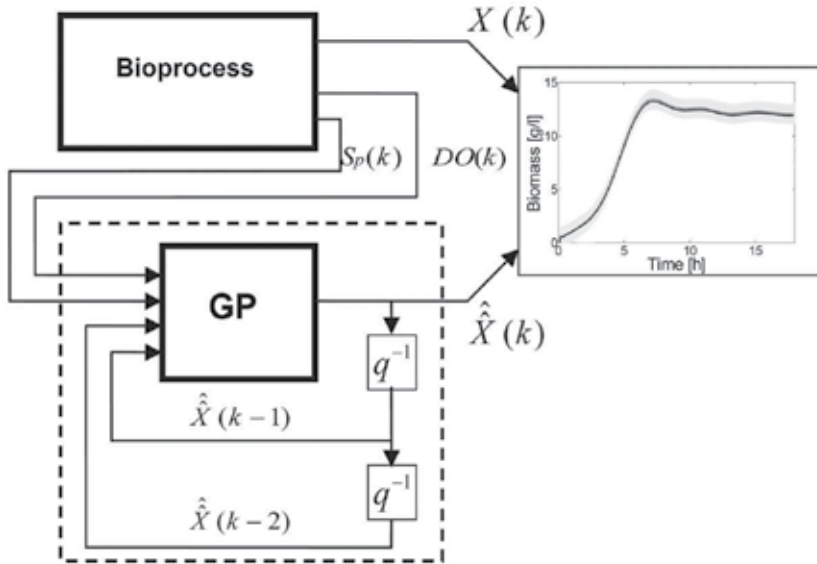 X (k)
Bioprocess
Sₚ(k)
DO(k)
15
10
5
0
Biomass [g/l]
0
5
10
15
Time [h]
GP
X̂̂ (k)
q⁻¹
X̂̂ (k−1)
q⁻¹
X̂̂ (k−2)